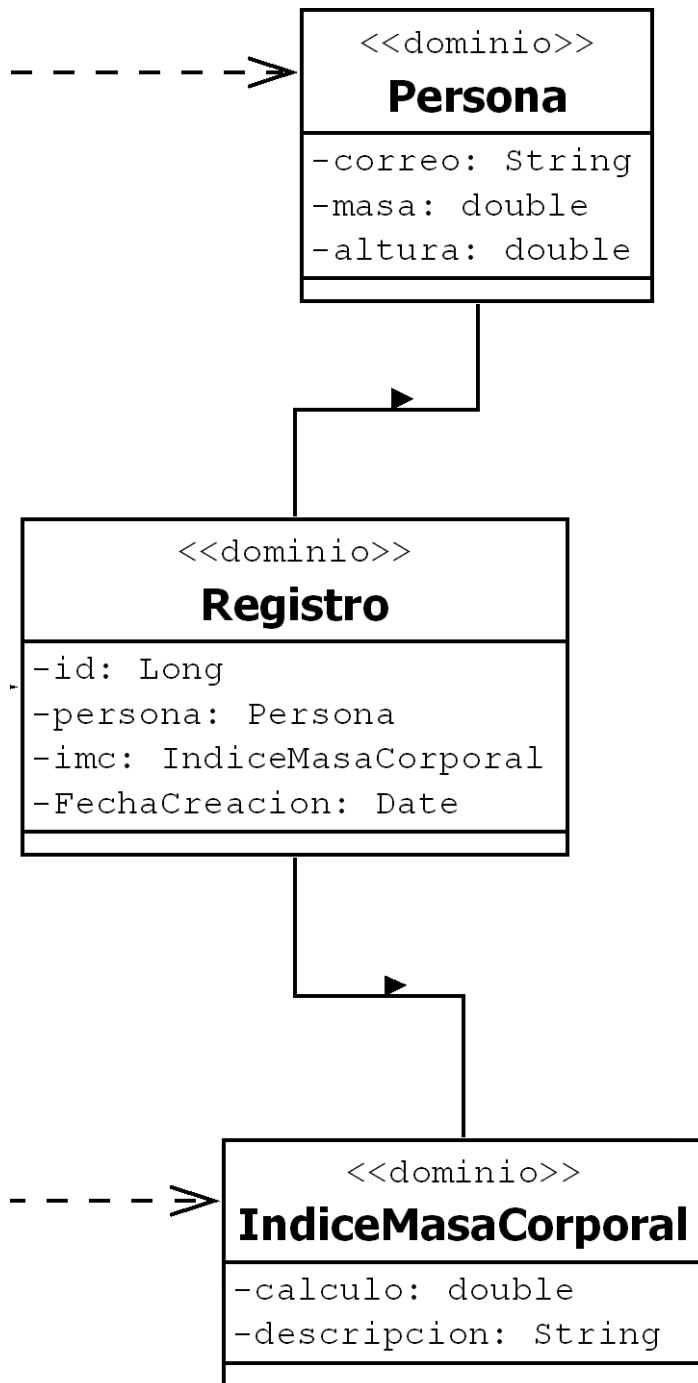 <<dominio>>
Persona
-correo: String
-masa: double
-altura: double
<<dominio>>
Registro
-id: Long
-persona: Persona
-imc: IndiceMasaCorporal
-FechaCreacion: Date
<<dominio>>
IndiceMasaCorporal
-calculo: double
-descripcion: String